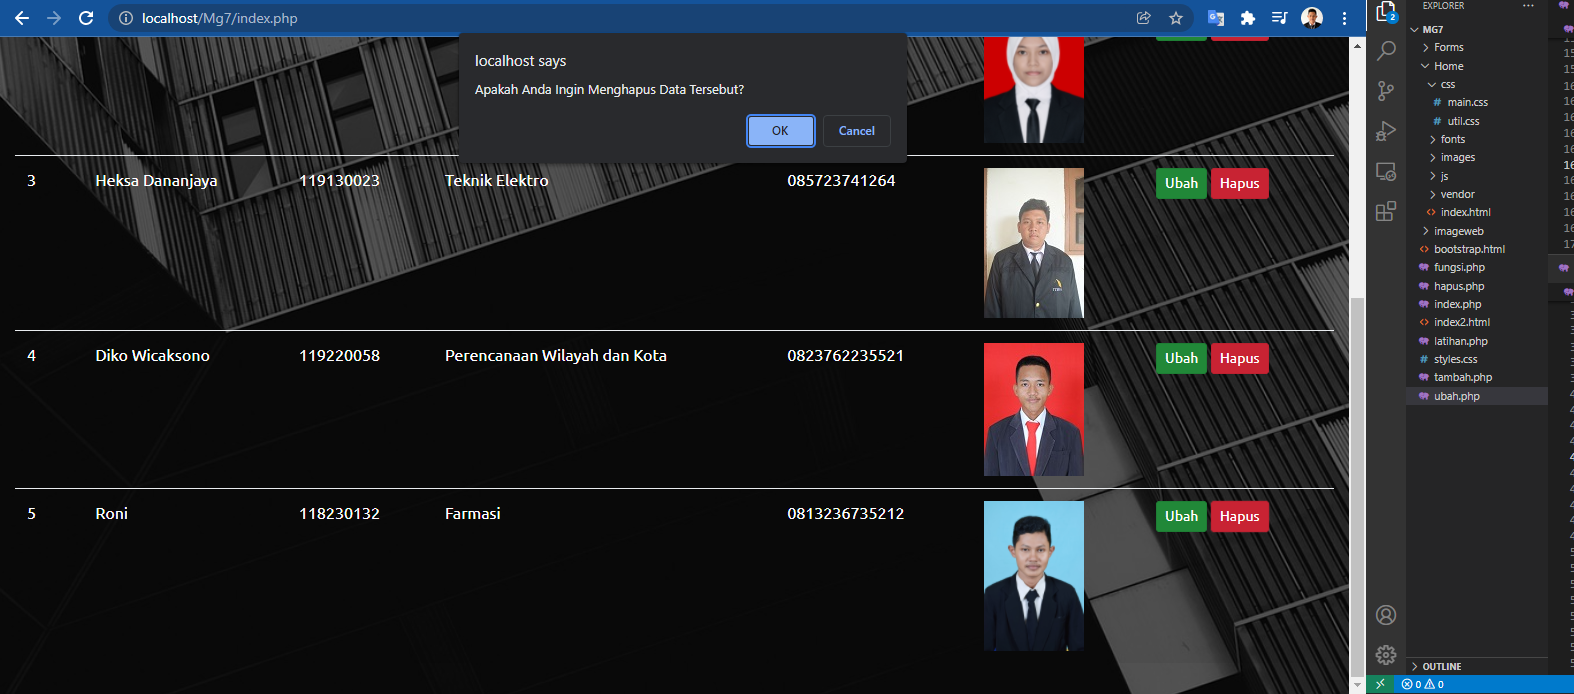 localhost/Mg7/index.php
localhost says
Apakah Anda Ingin Menghapus Data Tersebut?
OK Cancel
3 Heksa Dananjaya 119130023 Teknik Elektro 085723741264 Ubah Hapus
4 Diko Wicaksono 119220058 Perencanaan Wilayah dan Kota 0823762235521 Ubah Hapus
5 Roni 118230132 Farmasi 0813236735212 Ubah Hapus
2
EXPLORER
MG7
Forms
Home
css
# main.css
# util.css
fonts
images
js
vendor
<> index.html
imageweb
<> bootstrap.html
fungsi.php
hapus.php
index.php
<> index2.html
latihan.php
# styles.css
tambah.php
ubah.php
OUTLINE
0 0